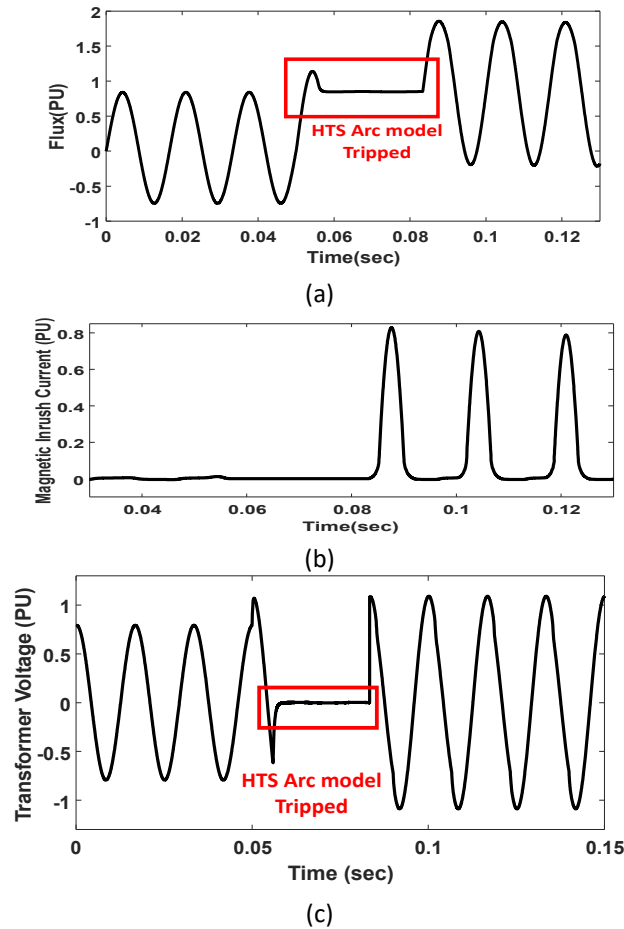 2
1.5
1
0.5
0
-0.5
-1
Flux(PU)
HTS Arc model
Tripped
0 0.02 0.04 0.06 0.08 0.1 0.12
Time(sec)
(a)
0.8
0.6
0.4
0.2
0
Magnetic Inrush Current (PU)
0.04 0.06 0.08 0.1 0.12
Time(sec)
(b)
1
0.5
0
-0.5
-1
Transformer Voltage (PU)
HTS Arc model
Tripped
0 0.05 0.1 0.15
Time (sec)
(c)